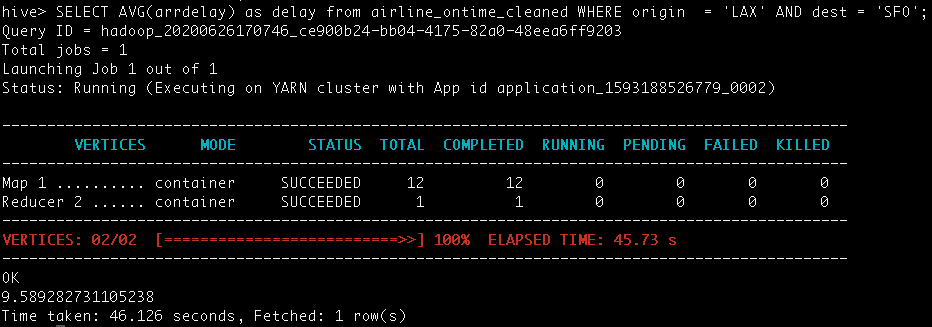 hive> SELECT AVG(arrdelay) as delay from airline_ontime_cleaned WHERE origin  = 'LAX' AND dest = 'SFO';
Query ID = hadoop_20200626170746_ce900b24-bb04-4175-82a0-48eea6ff9203
Total jobs = 1
Launching Job 1 out of 1
Status: Running (Executing on YARN cluster with App id application_1593188526779_0002)
----------------------------------------------------------------------------------------------
        VERTICES      MODE        STATUS  TOTAL  COMPLETED  RUNNING  PENDING  FAILED  KILLED
----------------------------------------------------------------------------------------------
Map 1 .......... container     SUCCEEDED     12         12        0        0       0       0
Reducer 2 ...... container     SUCCEEDED      1          1        0        0       0       0
----------------------------------------------------------------------------------------------
VERTICES: 02/02  [==========================>>] 100%  ELAPSED TIME: 45.73 s
----------------------------------------------------------------------------------------------
OK
9.589282731105238
Time taken: 46.126 seconds, Fetched: 1 row(s)